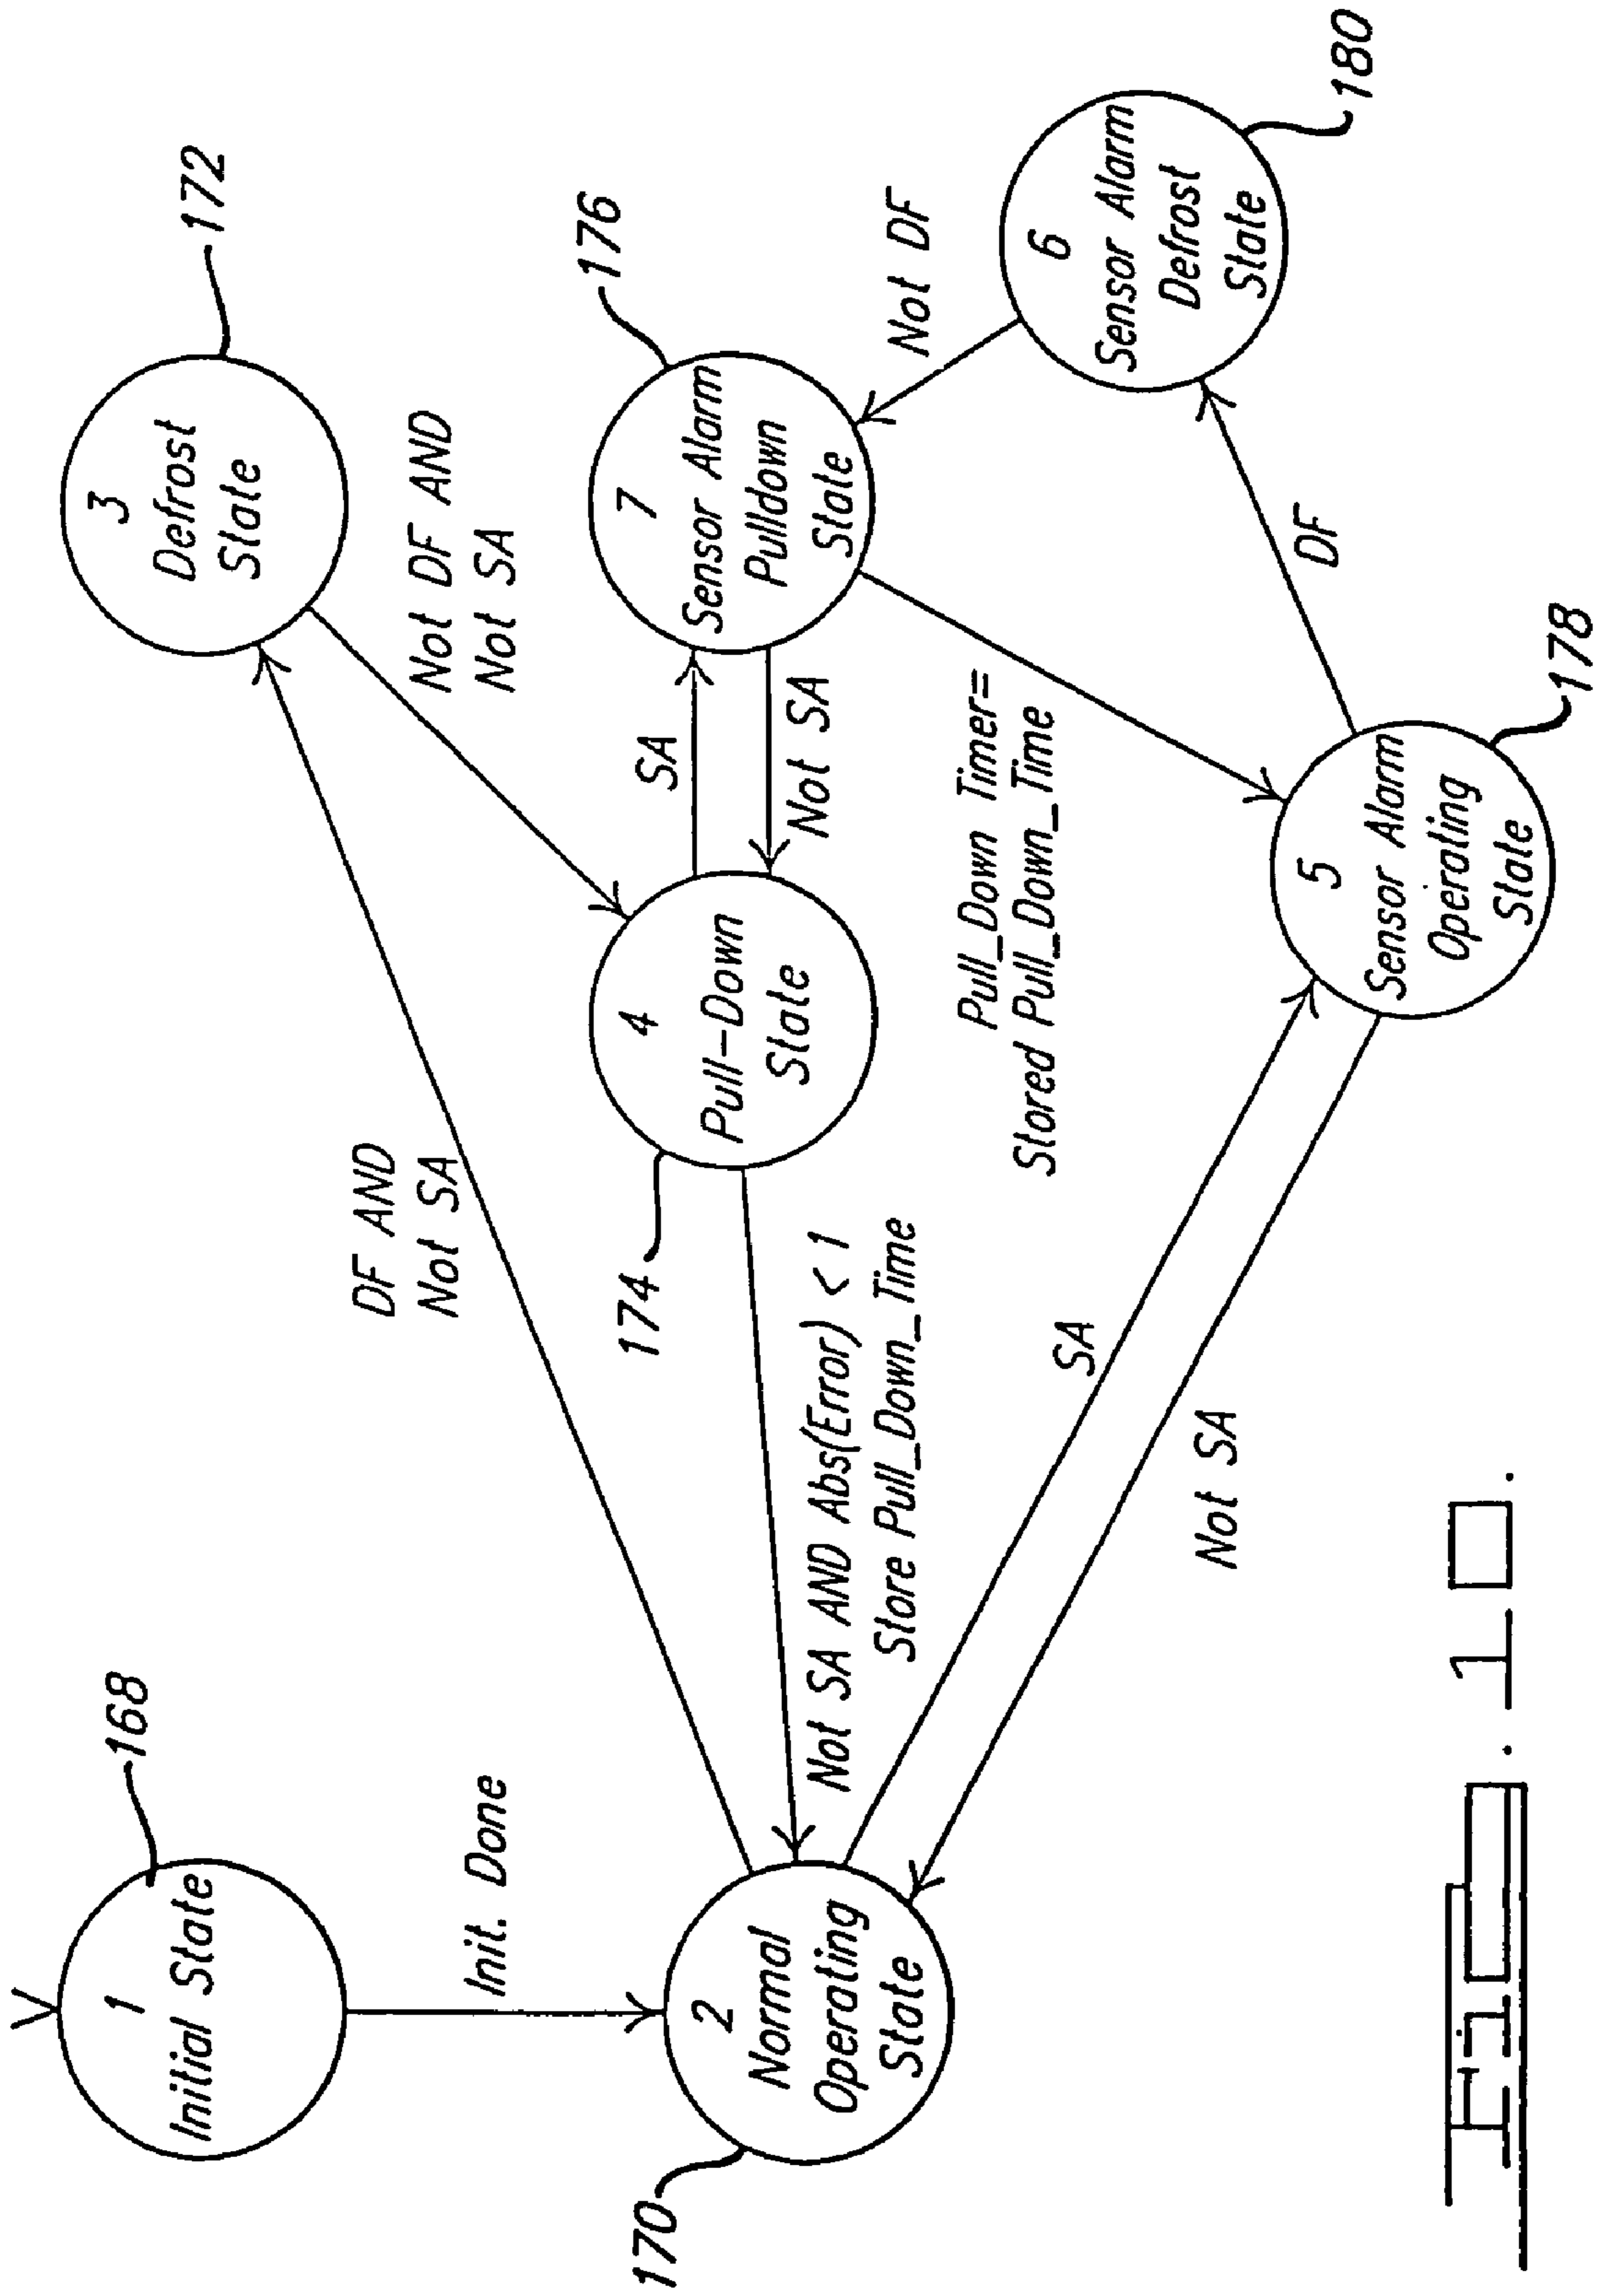 168
1
Initial State
Init. Done
170
2
Normal
Operating
State
DF AND
Not SA
172
3
Defrost
State
Not DF AND
Not SA
174
4
Pull-Down
State
SA
Not SA
176
7
Sensor Alarm
Pulldown
State
Not SA AND Abs(Error) < 1
Store Pull_Down_Time
Pull_Down Timer=
Stored Pull_Down_Time
Not DF
180
6
Sensor Alarm
Defrost
State
DF
SA
Not SA
178
5
Sensor Alarm
Operating
State
Fig. 10.